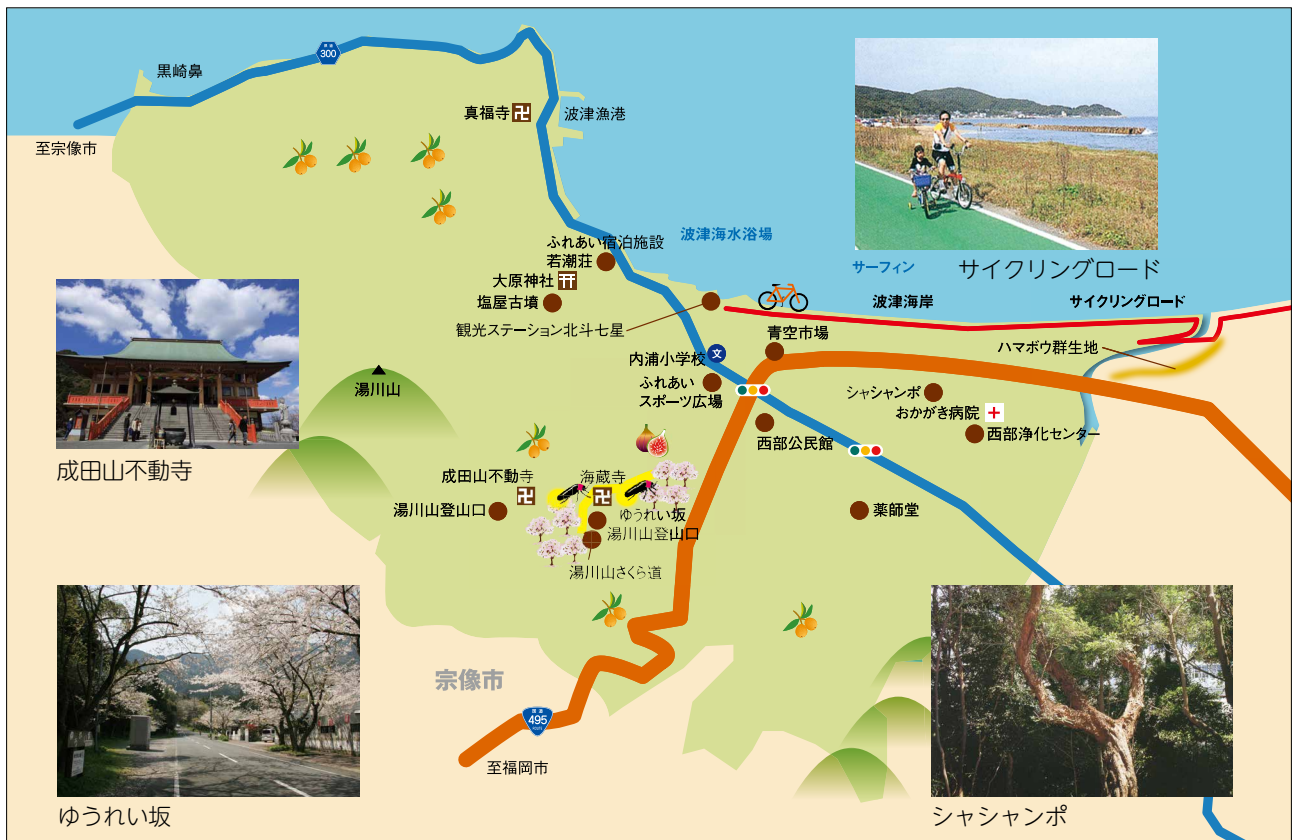 黒崎鼻
県道
300
至宗像市
真福寺
波津漁港
ふれあい宿泊施設
若潮荘
大原神社
塩屋古墳
観光ステーション北斗七星
波津海水浴場
サーフィン
サイクリングロード
波津海岸
サイクリングロード
青空市場
ハマボウ群生地
内浦小学校
文
ふれあい
スポーツ広場
シャシャンポ
おかがき病院
西部浄化センター
西部公民館
薬師堂
湯川山
成田山不動寺
成田山不動寺
海蔵寺
湯川山登山口
ゆうれい坂
湯川山登山口
湯川山さくら道
宗像市
国道
495
ROUTE
至福岡市
ゆうれい坂
シャシャンポ